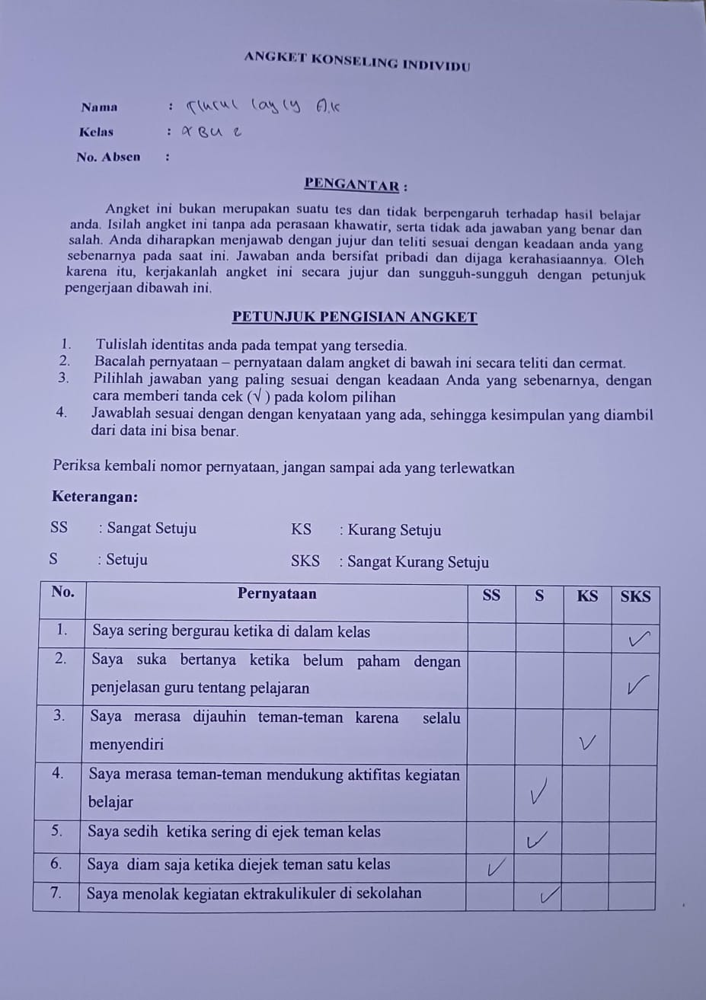 ANGKET KONSELING INDIVIDU
Nama : layly A.K
Kelas : X BU 2
No. Absen :
PENGANTAR :
Angket ini bukan merupakan suatu tes dan tidak berpengaruh terhadap hasil belajar
anda. Isilah angket ini tanpa ada perasaan khawatir, serta tidak ada jawaban yang benar dan
salah. Anda diharapkan menjawab dengan jujur dan teliti sesuai dengan keadaan anda yang
sebenarnya pada saat ini. Jawaban anda bersifat pribadi dan dijaga kerahasiaannya. Oleh
karena itu, kerjakanlah angket ini secara jujur dan sungguh-sungguh dengan petunjuk
pengerjaan dibawah ini.
PETUNJUK PENGISIAN ANGKET
1. Tulislah identitas anda pada tempat yang tersedia.
2. Bacalah pernyataan – pernyataan dalam angket di bawah ini secara teliti dan cermat.
3. Pilihlah jawaban yang paling sesuai dengan keadaan Anda yang sebenarnya, dengan
cara memberi tanda cek (√ ) pada kolom pilihan
4. Jawablah sesuai dengan dengan kenyataan yang ada, sehingga kesimpulan yang diambil
dari data ini bisa benar.
Periksa kembali nomor pernyataan, jangan sampai ada yang terlewatkan
Keterangan:
SS : Sangat Setuju KS : Kurang Setuju
S : Setuju SKS : Sangat Kurang Setuju
No. Pernyataan SS S KS SKS
1. Saya sering bergurau ketika di dalam kelas ✓
2. Saya suka bertanya ketika belum paham dengan
penjelasan guru tentang pelajaran ✓
3. Saya merasa dijauhin teman-teman karena selalu
menyendiri ✓
4. Saya merasa teman-teman mendukung aktifitas kegiatan
belajar ✓
5. Saya sedih ketika sering di ejek teman kelas ✓
6. Saya diam saja ketika diejek teman satu kelas ✓
7. Saya menolak kegiatan ektrakulikuler di sekolahan ✓